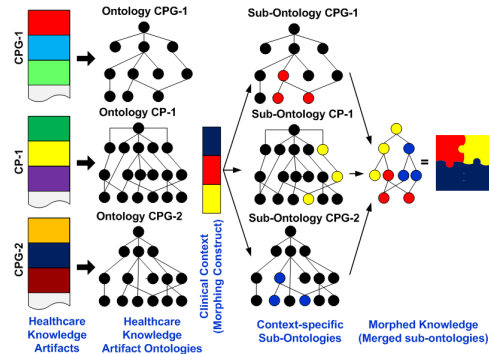 Ontology CPG-1
Sub-Ontology CPG-1
CPG-1
Ontology CP-1
Sub-Ontology CP-1
CP-1
=
Clinical Context
(Morphing Construct)
Ontology CPG-2
Sub-Ontology CPG-2
CPG-2
Healthcare
Knowledge
Artifacts
Healthcare
Knowledge
Artifact Ontologies
Context-specific
Sub-Ontologies
Morphed Knowledge
(Merged sub-ontologies)